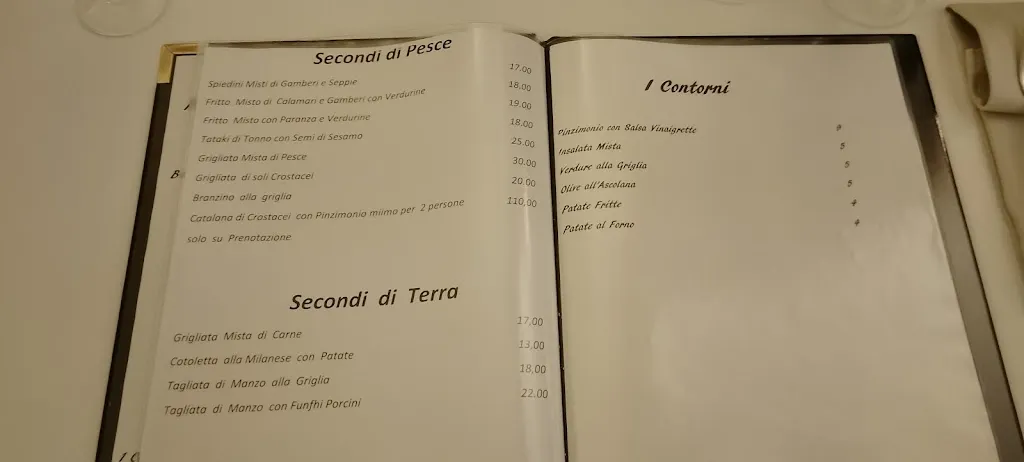 Secondi di Pesce
Spiedini Misti di Gamberi e Seppie 17,00
Fritto Misto di Calamari e Gamberi con Verdurine 18,00
Fritto Misto con Paranza e Verdurine 19.00
Tataki di Tonno con Semi di Sesamo 18.00
Grigliata Mista di Pesce 25.00
Grigliata di soli Crostacei 30.00
Branzino alla griglia 20.00
Catalana di Crostacei con Pinzimonio miimo per 2 persone 110,00
solo su Prenotazione
Secondi di Terra
Grigliata Mista di Carne 17,00
Cotoletta alla Milanese con Patate 13,00
Tagliata di Manzo alla Griglia 18,00
Tagliata di Manzo con Funfhi Porcini 22.00
I Contorni
Pinzimonio con Salsa Vinaigrette
Insalata Mista 5
Verdure alla Griglia 5
Olive all'Ascolana 5
Patate Fritte 4
Patate al Forno 4